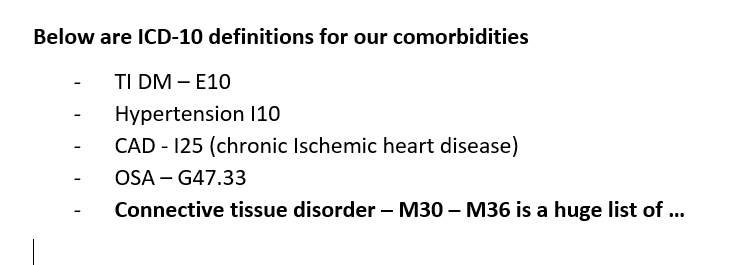 Below are ICD-10 definitions for our comorbidities
- TI DM – E10
- Hypertension I10
- CAD - I25 (chronic Ischemic heart disease)
- OSA – G47.33
- Connective tissue disorder – M30 – M36 is a huge list of …